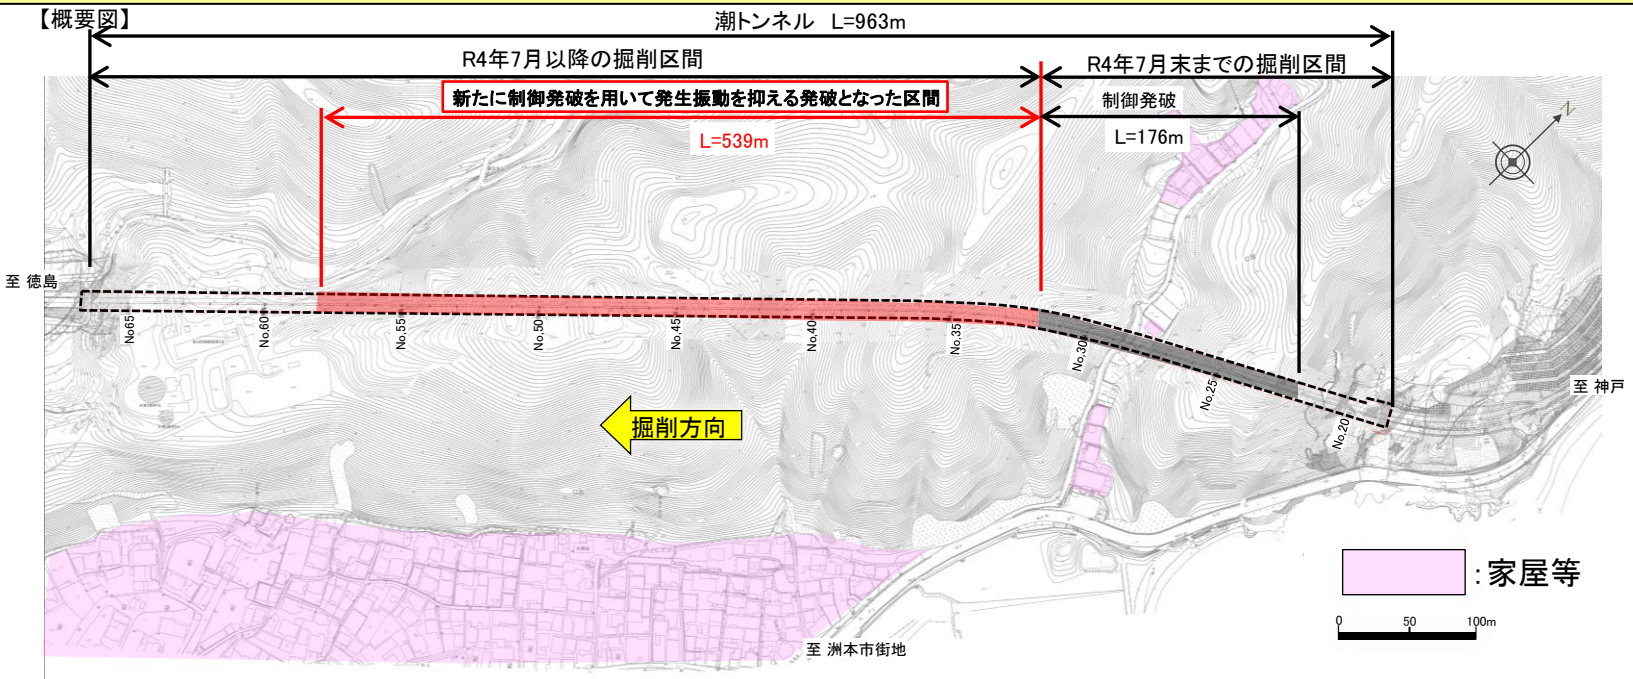 【概要図】
潮トンネル L=963m
R4年7月以降の掘削区間
R4年7月末までの掘削区間
新たに制御発破を用いて発生振動を抑える発破となった区間
制御発破
L=539m
L=176m
N
至 徳島
No65
No.60
No.55
No.50
No.45
No.40
No.35
No.30
No.25
No.20
至 神戸
掘削方向
:家屋等
0 50 100m
至 洲本市街地